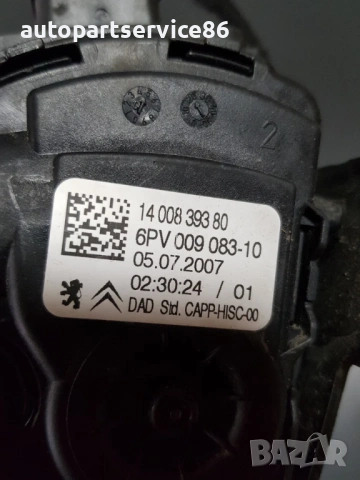 autopartservice86
2
14 008 393 80
6PV 009 083-10
05.07.2007
02:30:24 / 01
DAD Std. CAPP-HISC-00
BAZAR